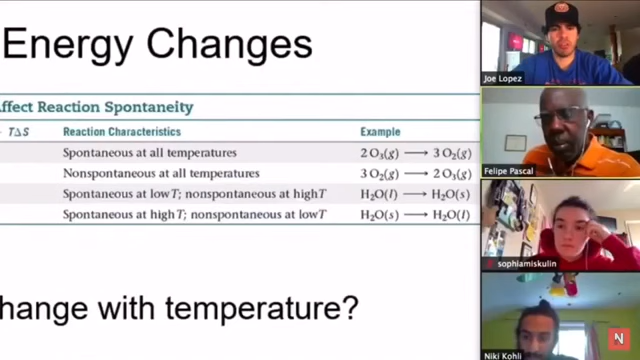 Energy Changes
ffect Reaction Spontaneity
TΔS Reaction Characteristics Example
Spontaneous at all temperatures 2 O₃(g) ⟶ 3 O₂(g)
Nonspontaneous at all temperatures 3 O₂(g) ⟶ 2 O₃(g)
Spontaneous at low T; nonspontaneous at high T H₂O(l) ⟶ H₂O(s)
Spontaneous at high T; nonspontaneous at low T H₂O(s) ⟶ H₂O(l)
hange with temperature?
Joe Lopez
Felipe Pascal
sophiamiskulin
Niki Kohli
N